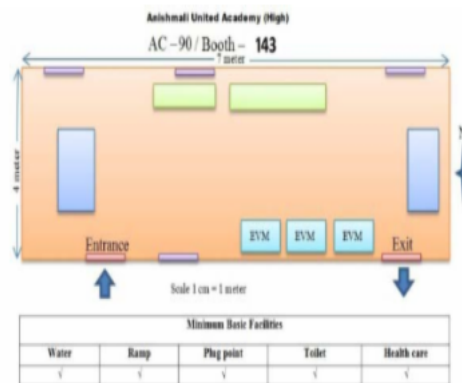 Anishmali United Academy (High)
AC - 90 / Booth - 143
7 meter
4 meter
EVM EVM EVM
Entrance Exit
Scale 1 cm = 1 meter
Minimum Basic Facilities
Water Ramp Plug point Toilet Health care
√ √ √ √ √